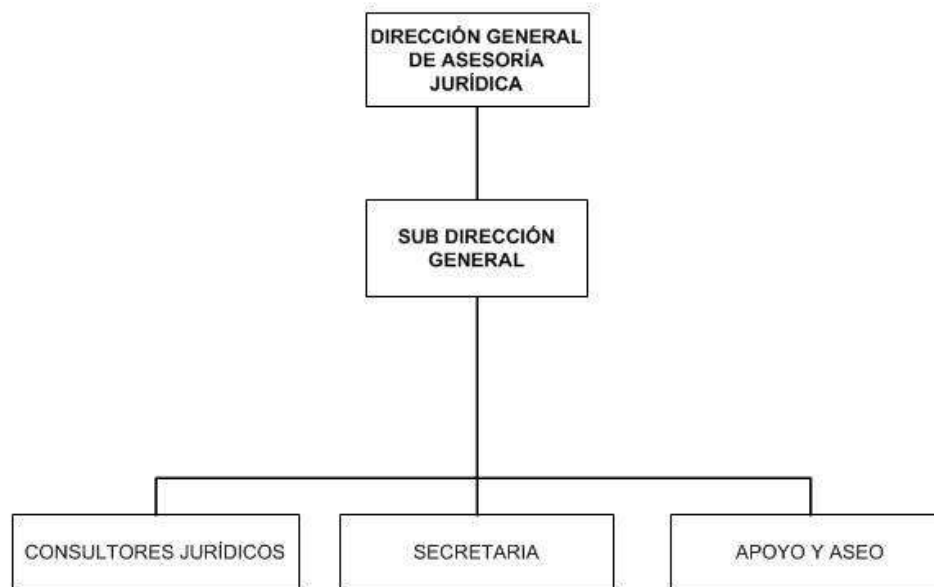 DIRECCIÓN GENERAL
DE ASESORÍA
JURÍDICA
SUB DIRECCIÓN
GENERAL
CONSULTORES JURÍDICOS
SECRETARIA
APOYO Y ASEO